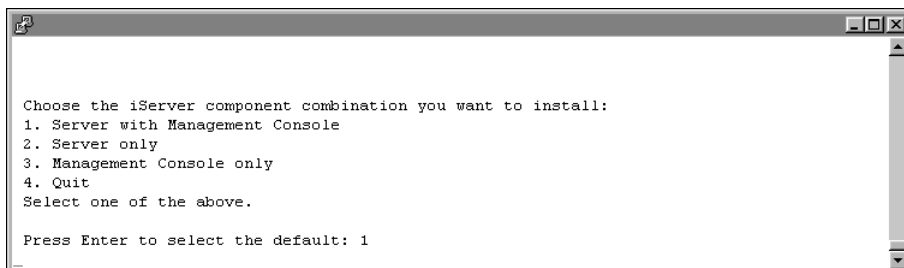 Choose the iServer component combination you want to install:
1. Server with Management Console
2. Server only
3. Management Console only
4. Quit
Select one of the above.
Press Enter to select the default: 1